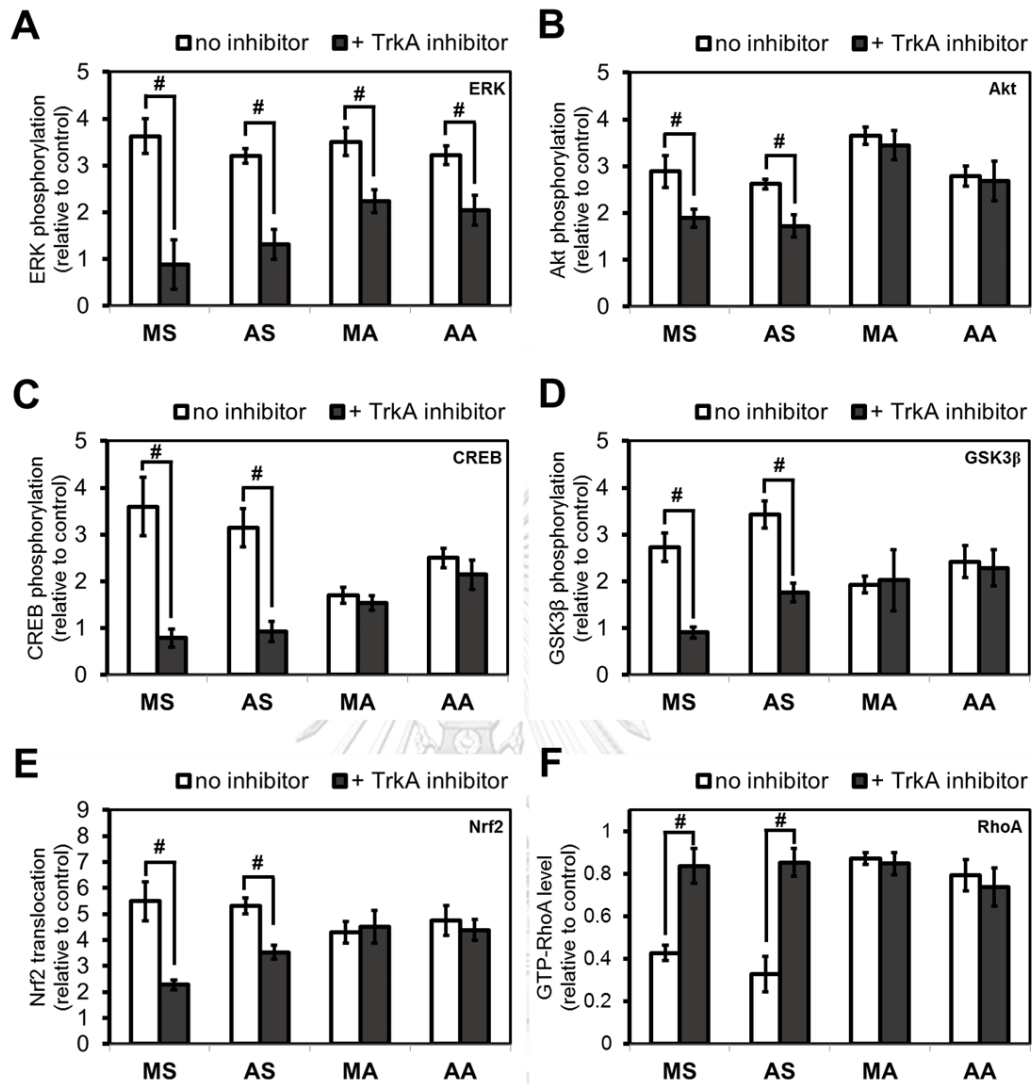 A
no inhibitor + TrkA inhibitor
ERK phosphorylation
(relative to control)
5
4
3
2
1
0
ERK
# # # #
MS AS MA AA
B
no inhibitor + TrkA inhibitor
Akt phosphorylation
(relative to control)
5
4
3
2
1
0
Akt
# #
MS AS MA AA
C
no inhibitor + TrkA inhibitor
CREB phosphorylation
(relative to control)
5
4
3
2
1
0
CREB
# #
MS AS MA AA
D
no inhibitor + TrkA inhibitor
GSK3β phosphorylation
(relative to control)
5
4
3
2
1
0
GSK3β
# #
MS AS MA AA
E
no inhibitor + TrkA inhibitor
Nrf2 translocation
(relative to control)
9
8
7
6
5
4
3
2
1
0
Nrf2
# #
MS AS MA AA
F
no inhibitor + TrkA inhibitor
GTP-RhoA level
(relative to control)
1
0.8
0.6
0.4
0.2
0
RhoA
# #
MS AS MA AA